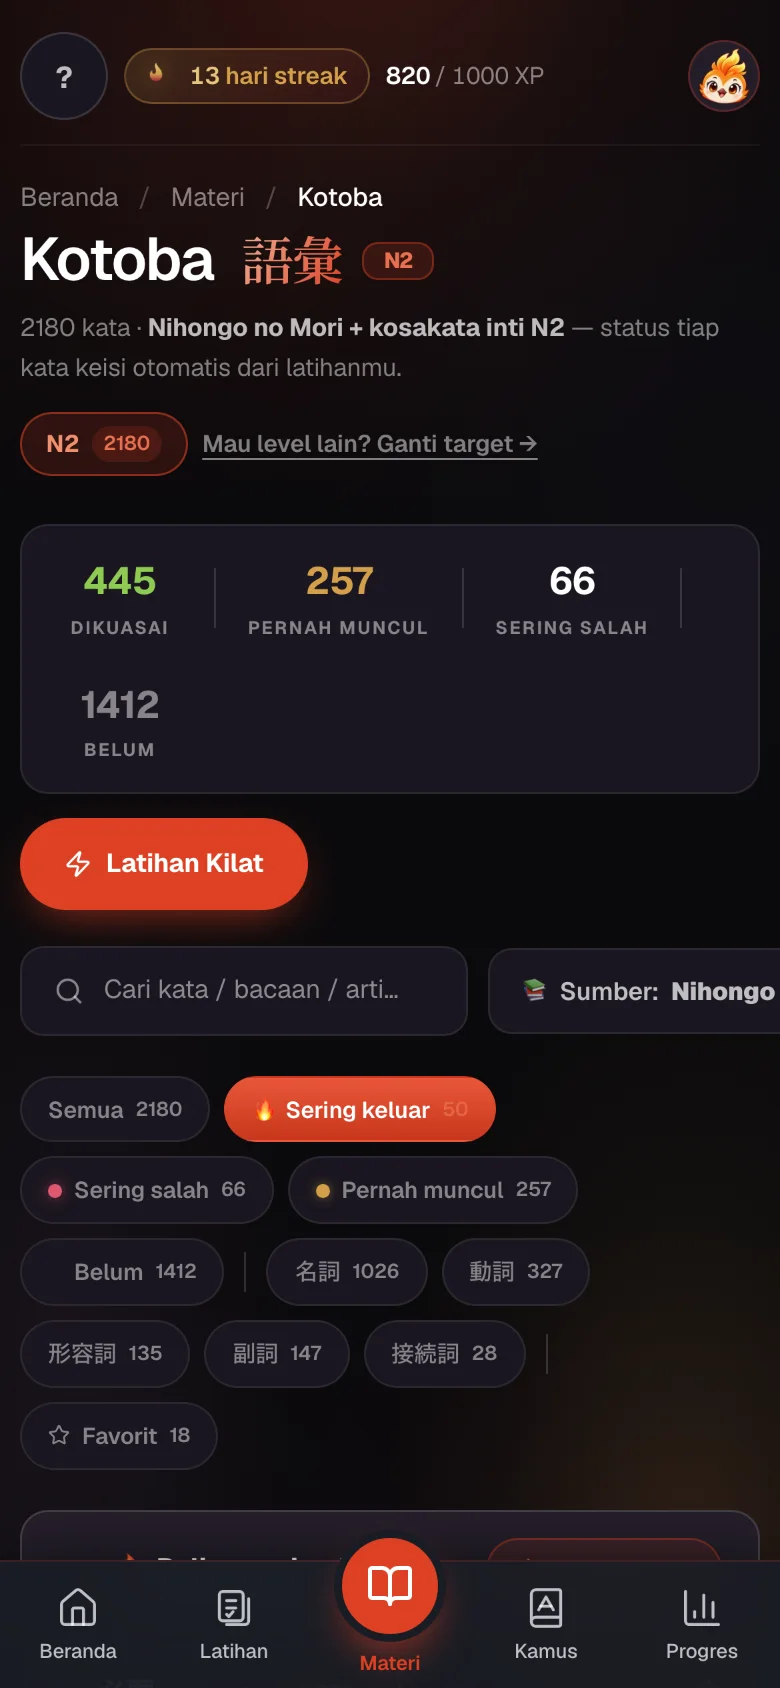 ?
13 hari streak
820 / 1000 XP
Beranda / Materi / Kotoba
Kotoba 語彙 N2
2180 kata · Nihongo no Mori + kosakata inti N2 — status tiap
kata keisi otomatis dari latihanmu.
N2 2180 Mau level lain? Ganti target →
445 257 66
DIKUASAI PERNAH MUNCUL SERING SALAH
1412
BELUM
Latihan Kilat
Cari kata / bacaan / arti... Sumber: Nihongo
Semua 2180 Sering keluar 50
Sering salah 66 Pernah muncul 257
Belum 1412 名詞 1026 動詞 327
形容詞 135 副詞 147 接続詞 28
Favorit 18
Beranda Latihan Materi Kamus Progres